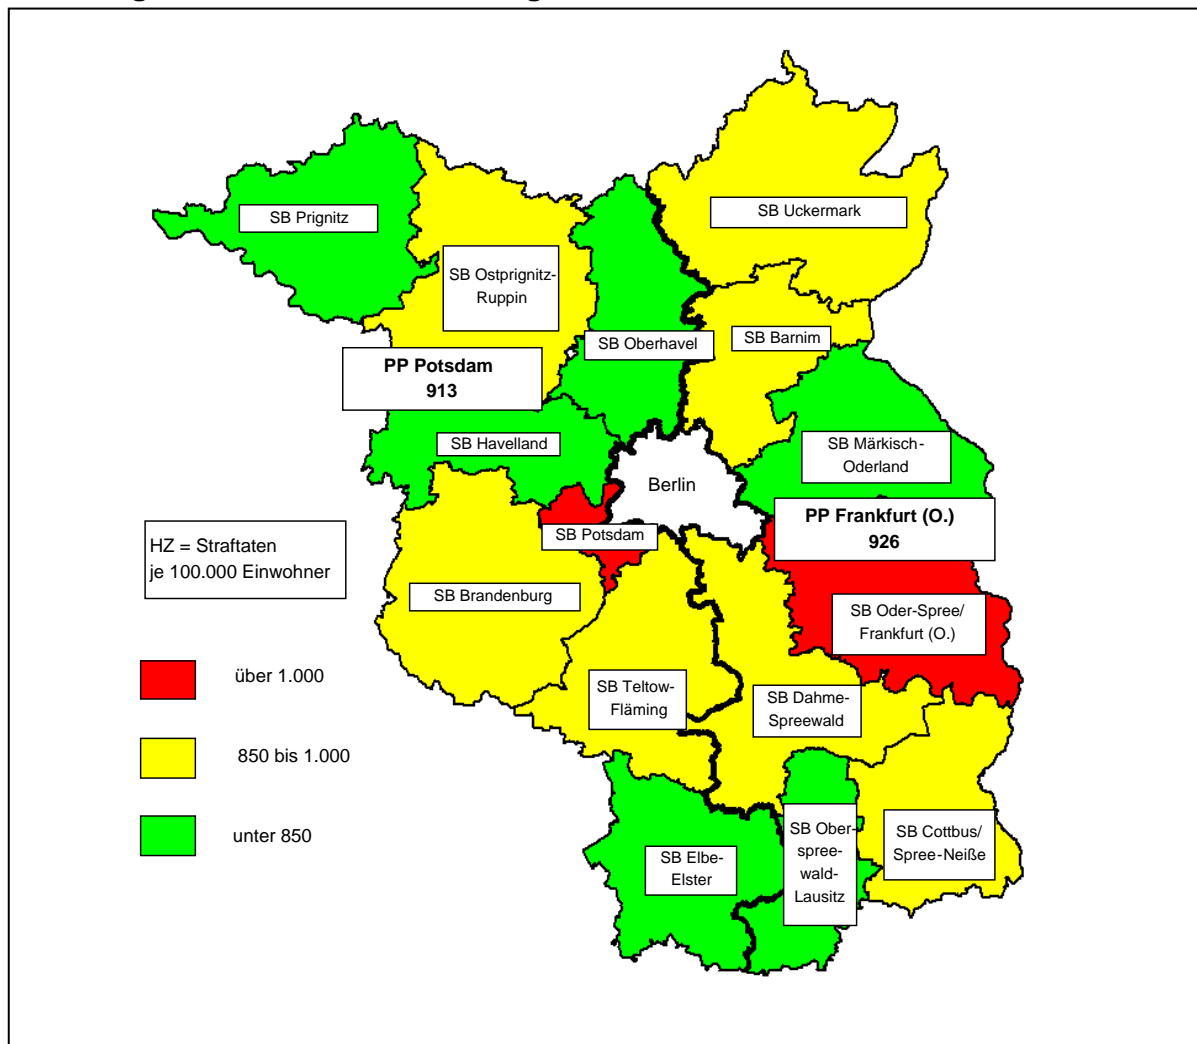 SB Prignitz
SB Uckermark
SB Ostprignitz-
Ruppin
SB Oberhavel
SB Barnim
PP Potsdam
913
SB Havelland
SB Märkisch-
Oderland
Berlin
PP Frankfurt (O.)
926
HZ = Straftaten
je 100.000 Einwohner
SB Potsdam
SB Brandenburg
SB Oder-Spree/
Frankfurt (O.)
über 1.000
SB Teltow-
Fläming
SB Dahme-
Spreewald
850 bis 1.000
unter 850
SB Elbe-
Elster
SB Ober-
spree-
wald-
Lausitz
SB Cottbus/
Spree-Neiße